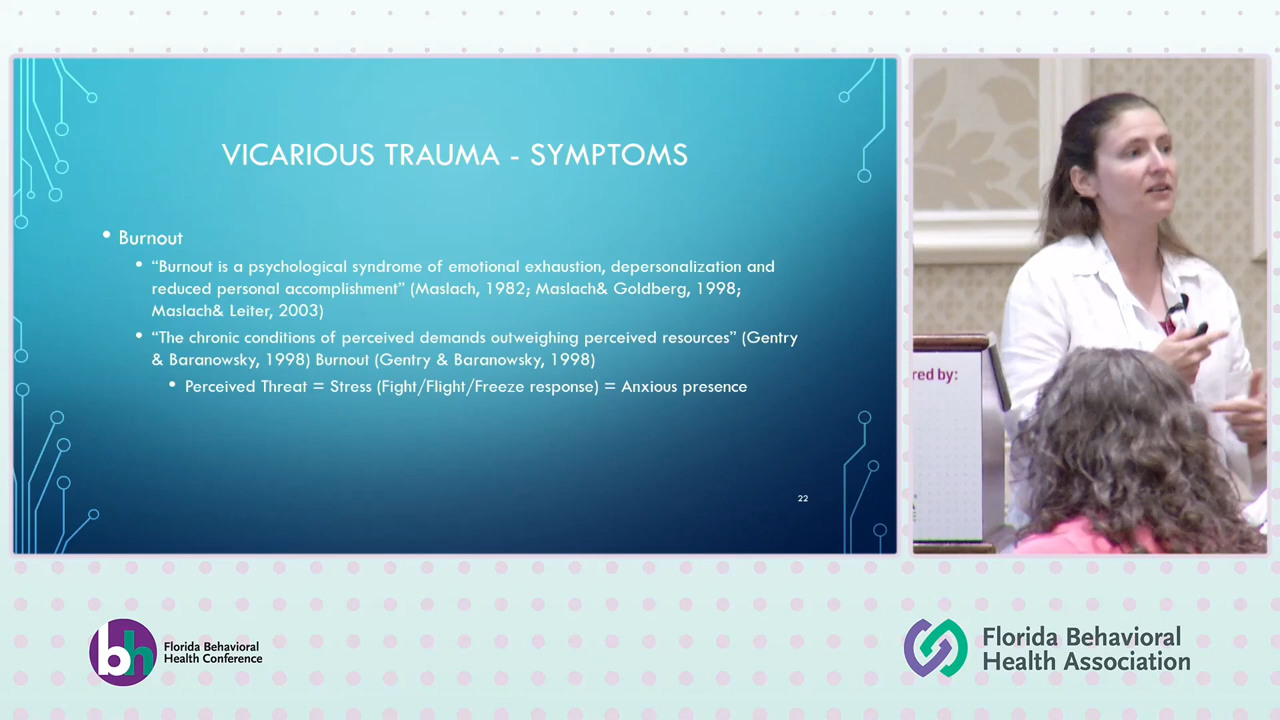 VICARIOUS TRAUMA - SYMPTOMS
• Burnout
• “Burnout is a psychological syndrome of emotional exhaustion, depersonalization and
reduced personal accomplishment” (Maslach, 1982; Maslach& Goldberg, 1998;
Maslach& Leiter, 2003)
• “The chronic conditions of perceived demands outweighing perceived resources” (Gentry
& Baranowsky, 1998) Burnout (Gentry & Baranowsky, 1998)
• Perceived Threat = Stress (Fight/Flight/Freeze response) = Anxious presence
22
red by:
bh
Florida Behavioral
Health Conference
Florida Behavioral
Health Association